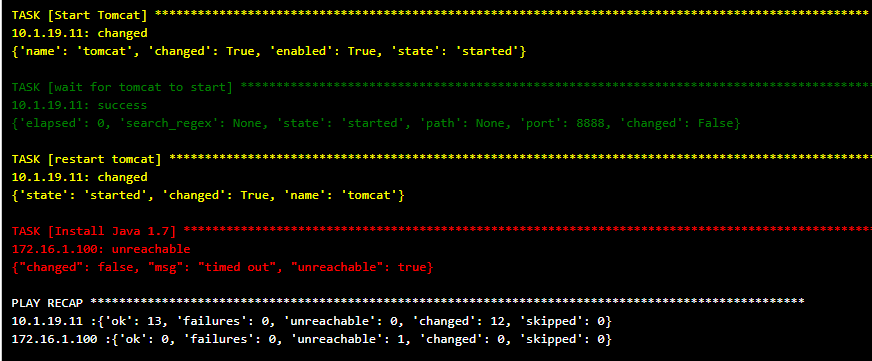 TASK [Start Tomcat] ***************************************************************************************************
10.1.19.11: changed
{'name': 'tomcat', 'changed': True, 'enabled': True, 'state': 'started'}
TASK [wait for tomcat to start] ****************************************************************************************
10.1.19.11: success
{'elapsed': 0, 'search_regex': None, 'state': 'started', 'path': None, 'port': 8888, 'changed': False}
TASK [restart tomcat] **************************************************************************************************
10.1.19.11: changed
{'state': 'started', 'changed': True, 'name': 'tomcat'}
TASK [Install Java 1.7] ************************************************************************************************
172.16.1.100: unreachable
{"changed": false, "msg": "timed out", "unreachable": true}
PLAY RECAP ***************************************************************************************************
10.1.19.11 :{'ok': 13, 'failures': 0, 'unreachable': 0, 'changed': 12, 'skipped': 0}
172.16.1.100 :{'ok': 0, 'failures': 0, 'unreachable': 1, 'changed': 0, 'skipped': 0}